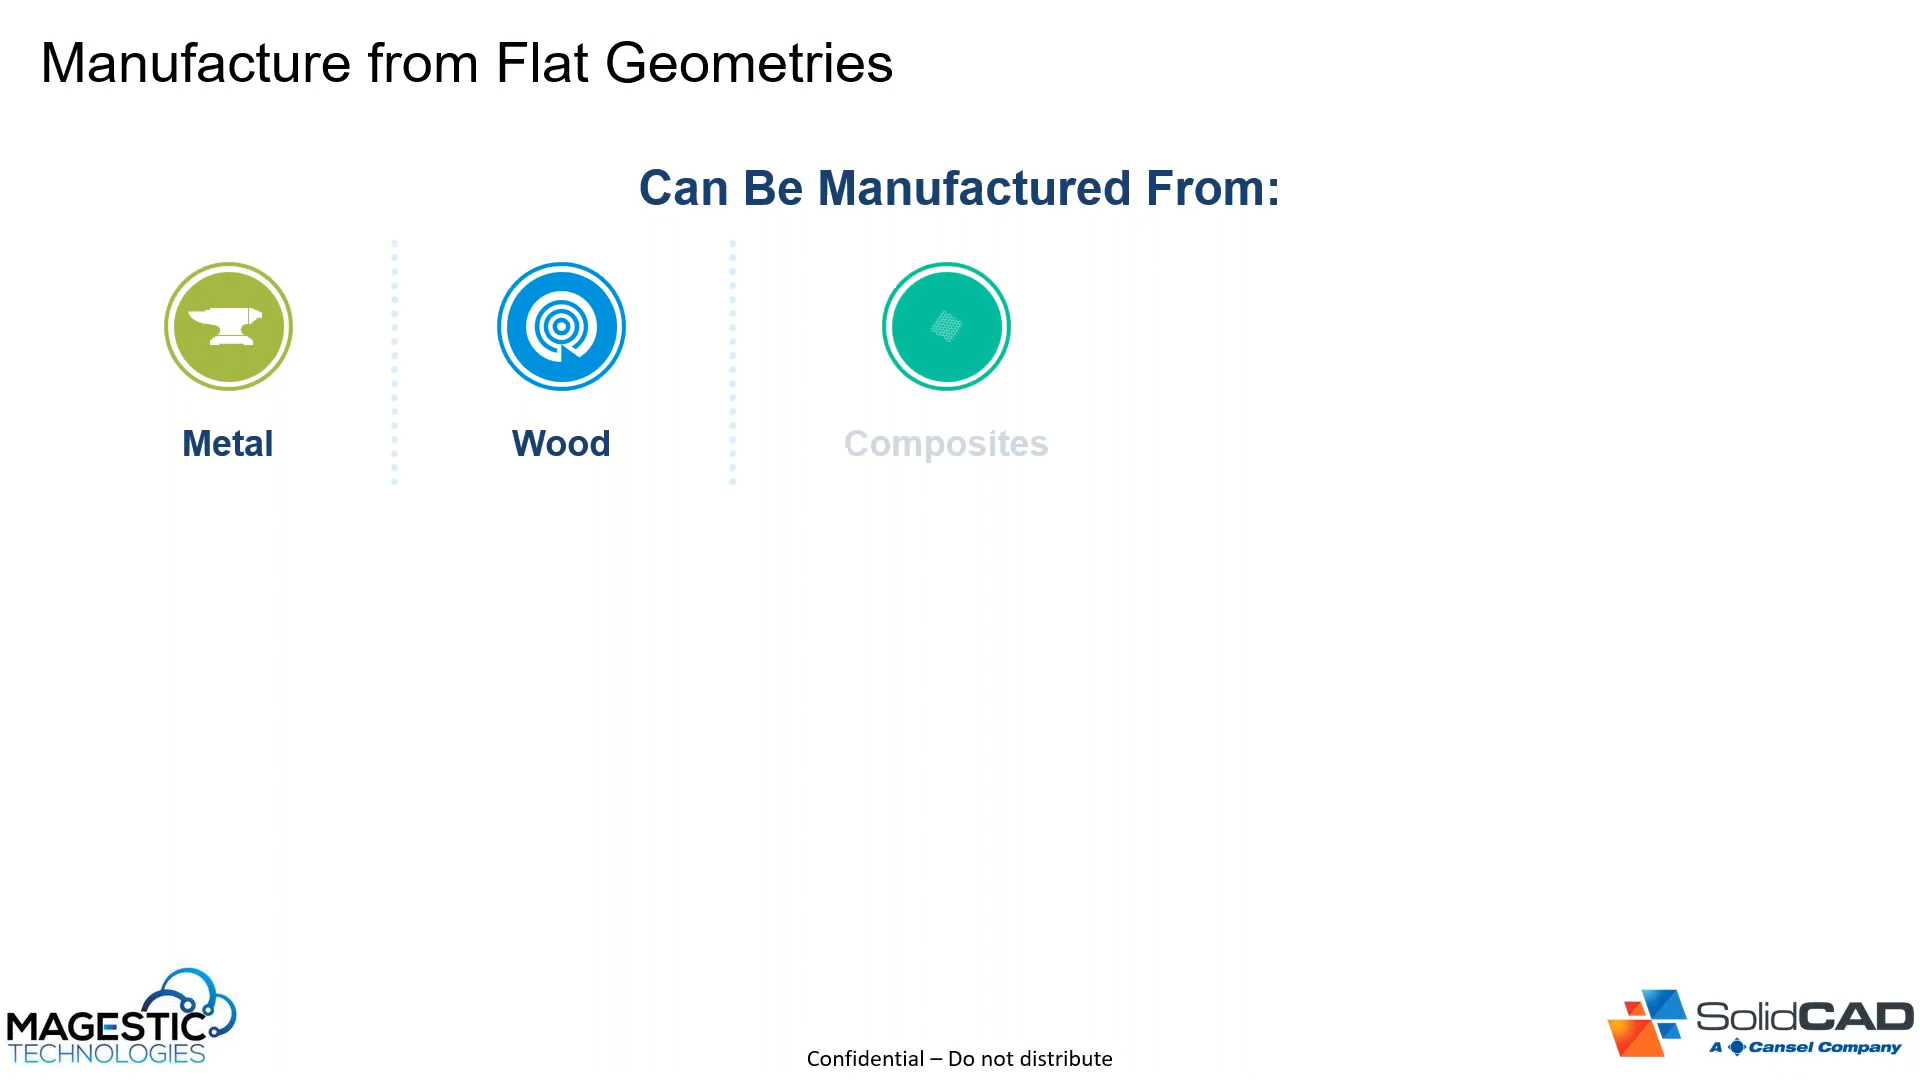 Manufacture from Flat Geometries
Can Be Manufactured From:
Metal
Wood
Composites
MAGESTIC
TECHNOLOGIES
Confidential – Do not distribute
SolidCAD
A Cansel Company